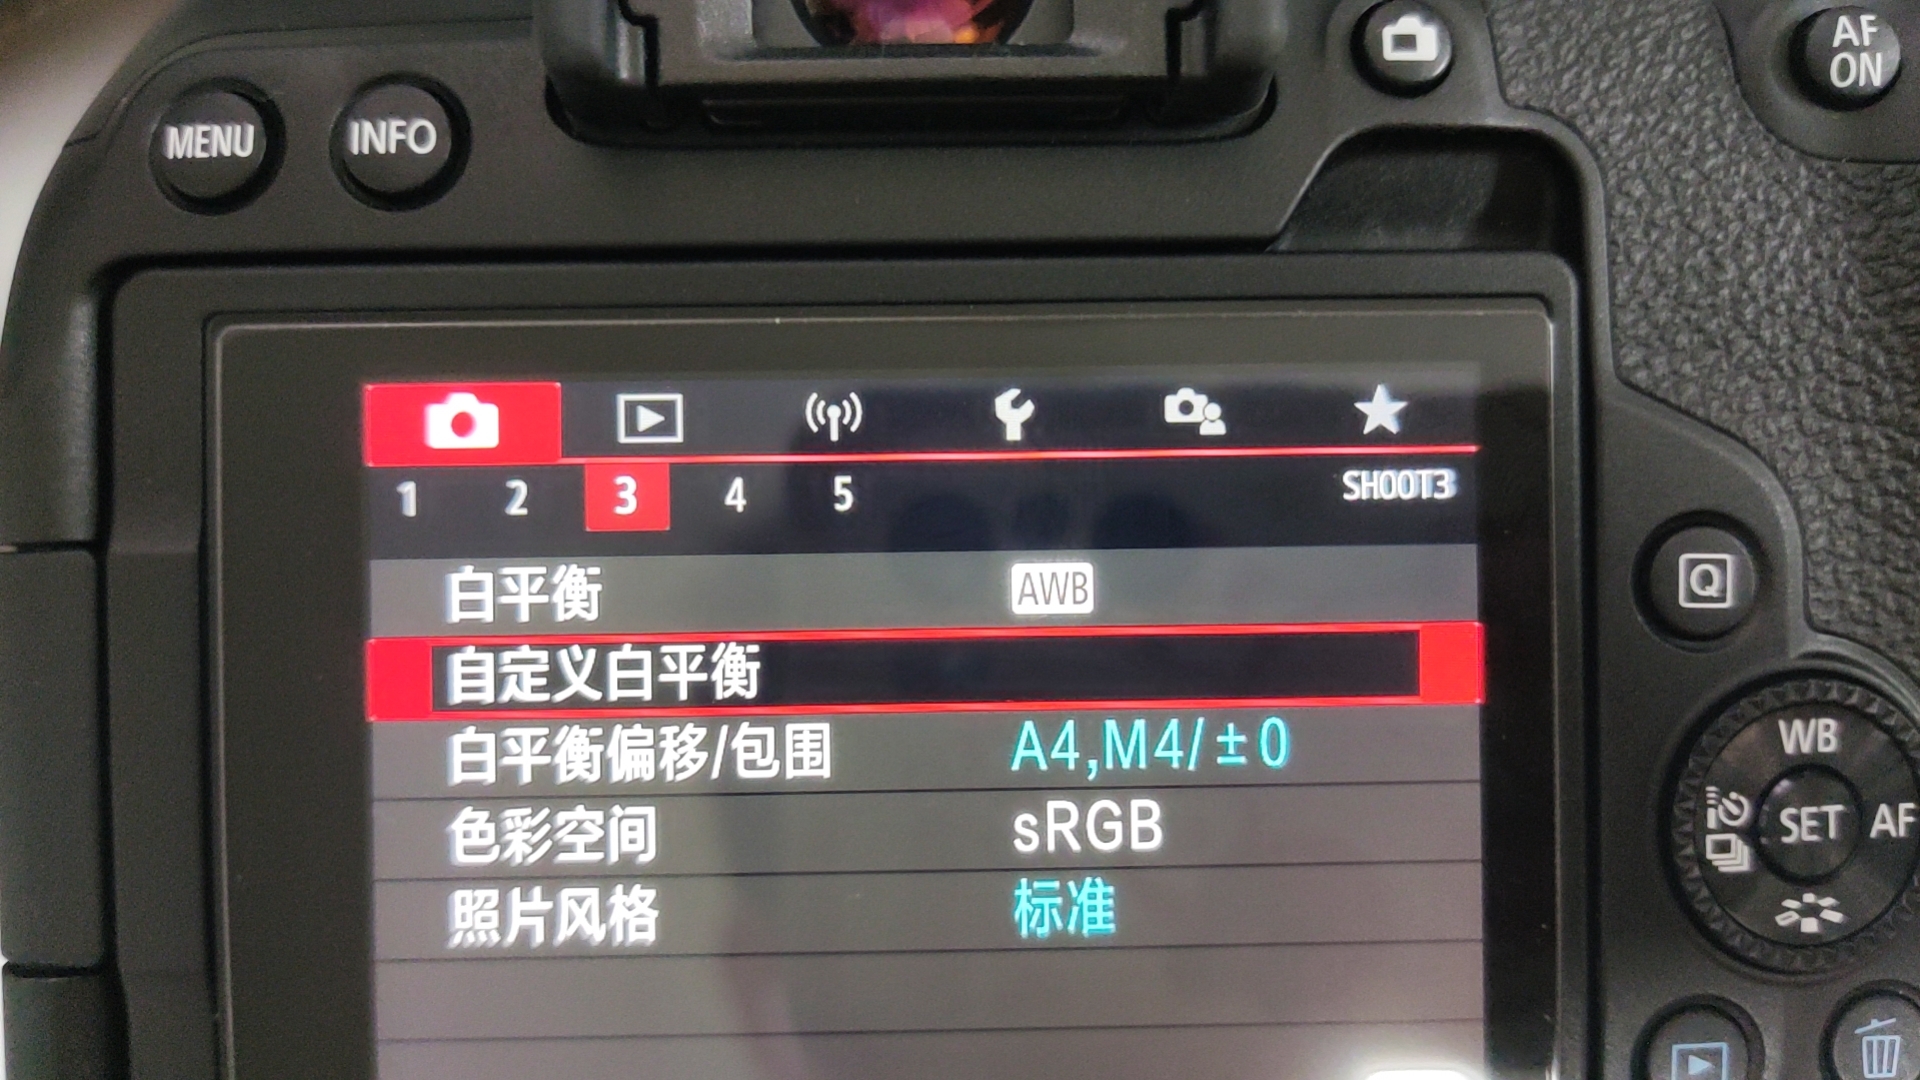 AF
ON
MENU
INFO
1 2 3 4 5 SHOOT3
白平衡 AWB
自定义白平衡
Q
白平衡偏移/包围 A4,M4/±0
WB
色彩空间 sRGB
SET AF
照片风格 标准